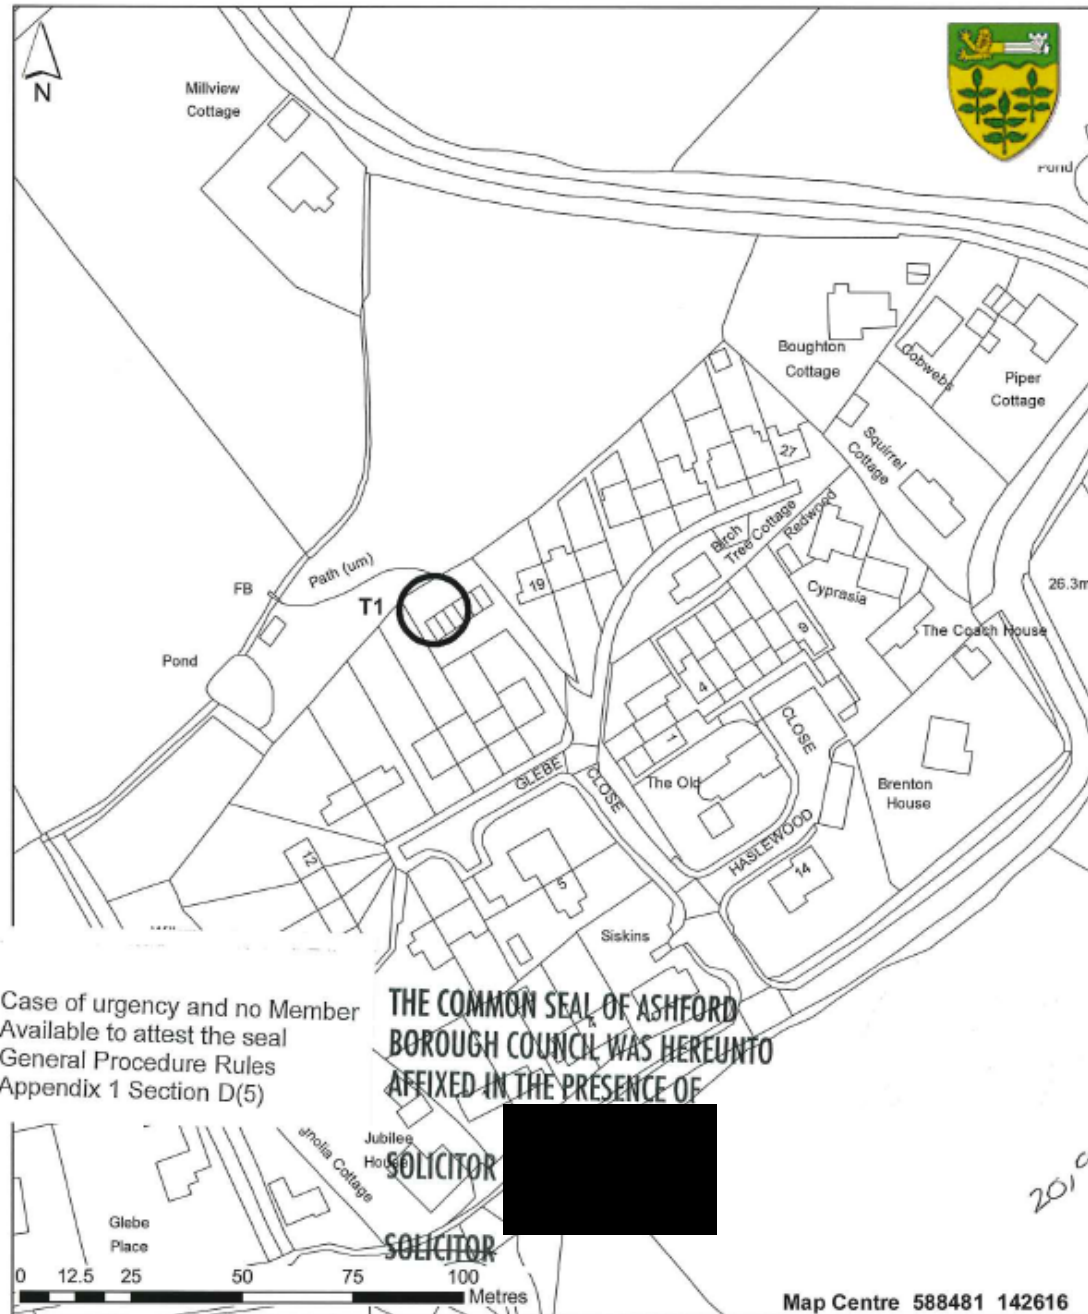 N
Millview
Cottage
Pond
Boughton
Cottage
Cobwebs
Piper
Cottage
Squirrel
Cottage
27
Birch
Tree Cottage
Redwood
19
Cyprasia
26.3m
FB
Path (um)
T1
9
The Coach House
Pond
4
1
CLOSE
GLEBE
CLOSE
The Old
Brenton
House
HASLEWOOD
12
14
5
Siskins
4
Case of urgency and no Member
Available to attest the seal
General Procedure Rules
Appendix 1 Section D(5)
THE COMMON SEAL OF ASHFORD
BOROUGH COUNCIL WAS HEREUNTO
AFFIXED IN THE PRESENCE OF
Jubilee
House
SOLICITOR
Cottage
Glebe
Place
SOLICITOR
0 12.5 25 50 75 100
Metres
Map Centre 588481 142616